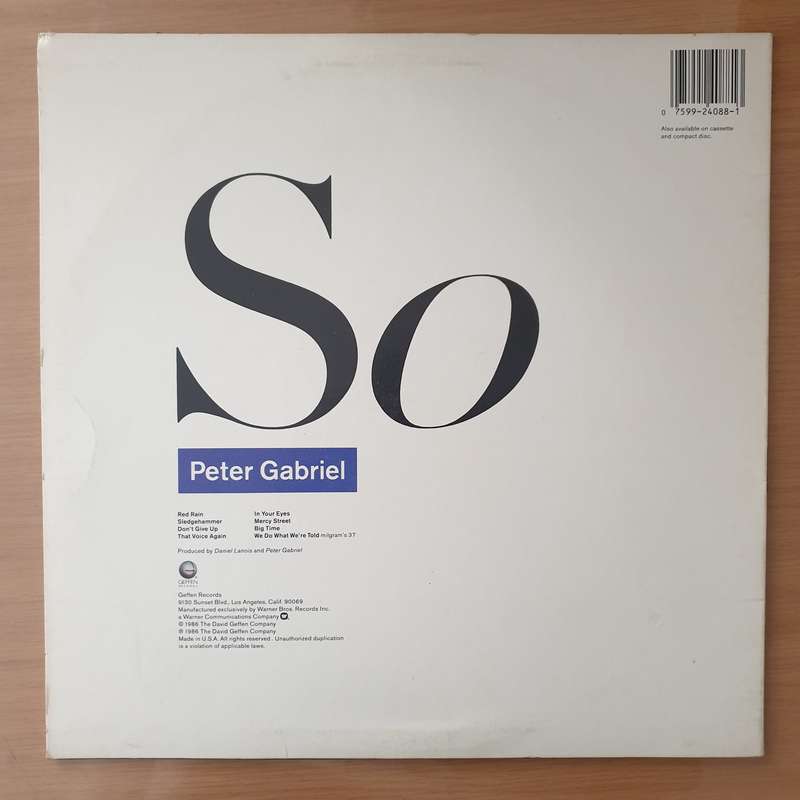 0 7599-24088-1
Also available on cassette
and compact disc.
So
Peter Gabriel
Red Rain
Sledgehammer
Don't Give Up
That Voice Again
In Your Eyes
Mercy Street
Big Time
We Do What We're Told milgram's 37
Produced by Daniel Lanois and Peter Gabriel
GEFFEN
RECORDS
Geffen Records
9130 Sunset Blvd., Los Angeles, Calif. 90069
Manufactured exclusively by Warner Bros. Records Inc.
a Warner Communications Company
© 1986 The David Geffen Company
℗ 1986 The David Geffen Company
Made in U.S.A. All rights reserved. Unauthorized duplication
is a violation of applicable laws.